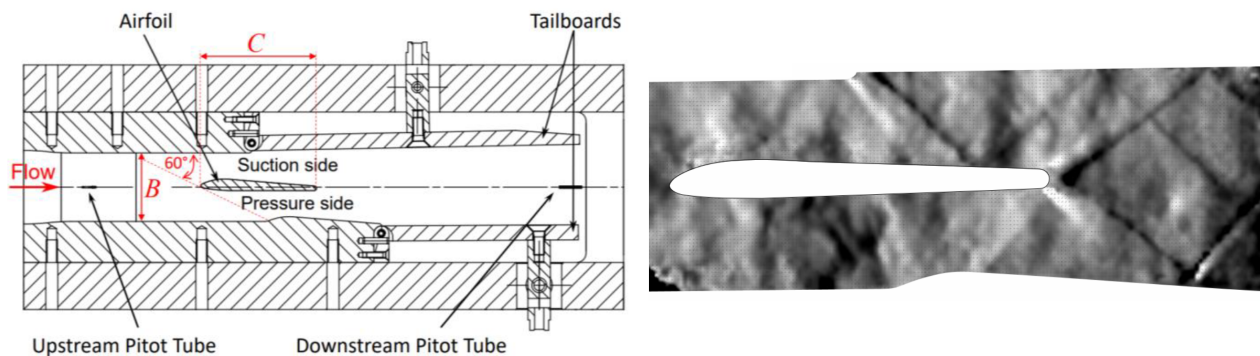 Airfoil
C
Tailboards
60°
Suction side
Flow
B
Pressure side
Upstream Pitot Tube
Downstream Pitot Tube